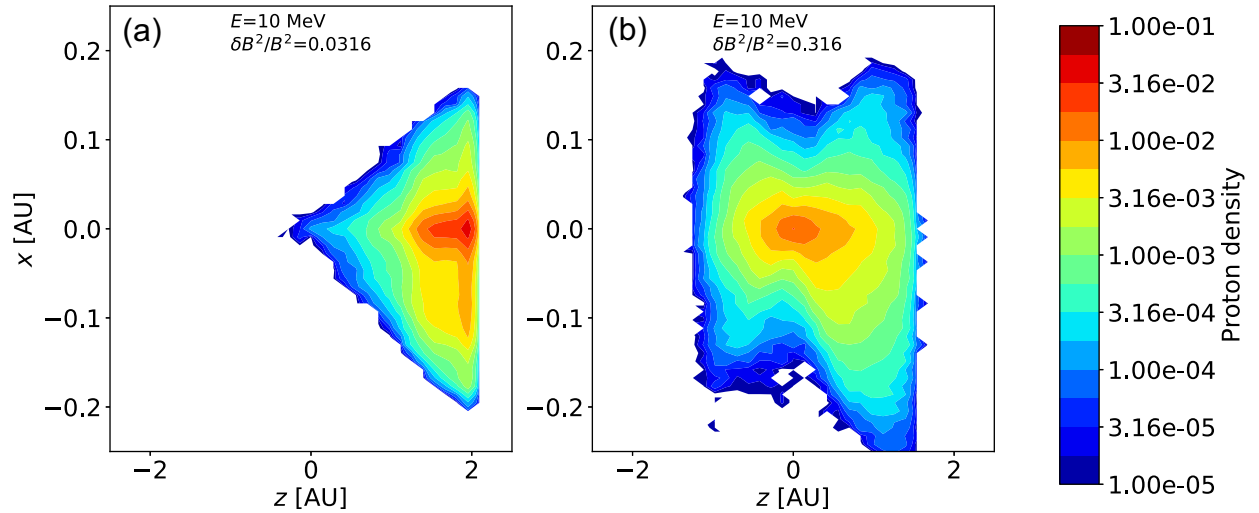 (a)
E=10 MeV
δB²/B²=0.0316
0.2
0.1
0.0
−0.1
−0.2
x [AU]
−2
0
2
z [AU]
(b)
E=10 MeV
δB²/B²=0.316
0.2
0.1
0.0
−0.1
−0.2
−2
0
2
z [AU]
1.00e-01
3.16e-02
1.00e-02
3.16e-03
1.00e-03
3.16e-04
1.00e-04
3.16e-05
1.00e-05
Proton density